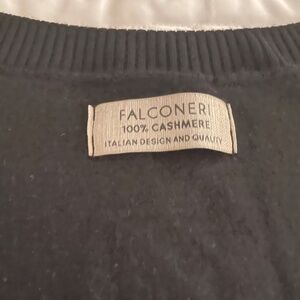 FALCONERI
100% CASHMERE
ITALIAN DESIGN AND QUALITY